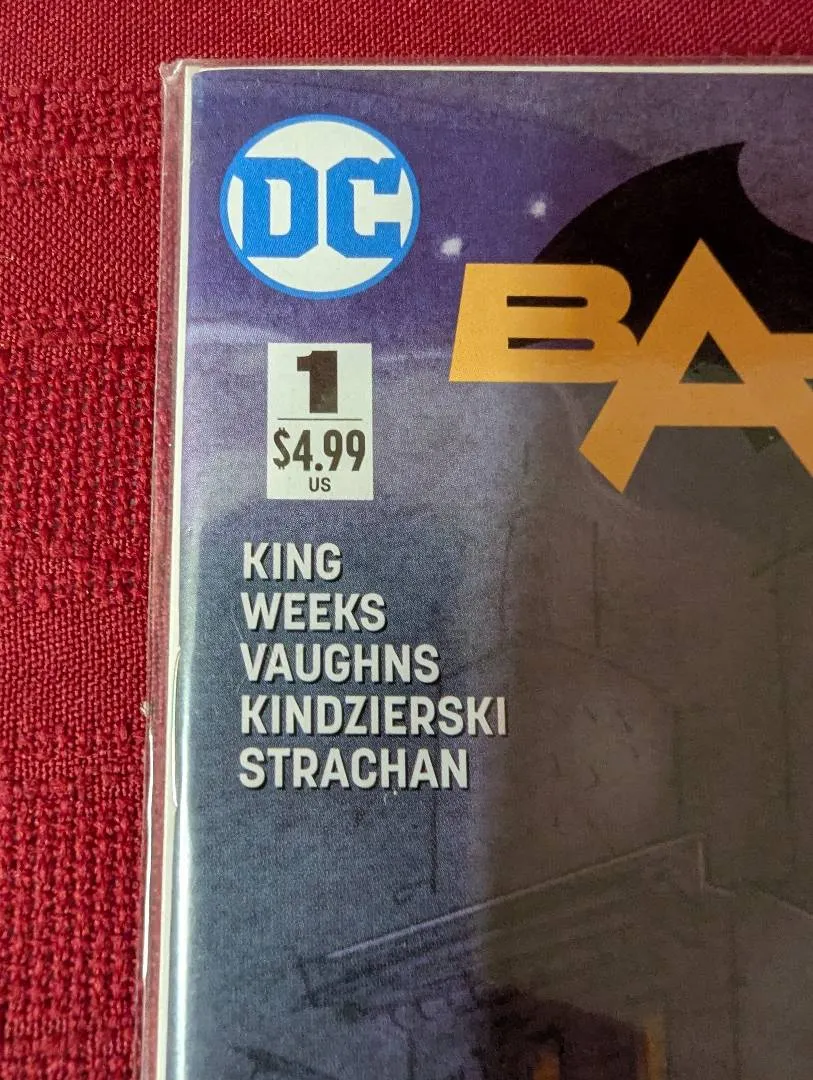 DC
BA
1
$4.99
US
KING
WEEKS
VAUGHNS
KINDZIERSKI
STRACHAN